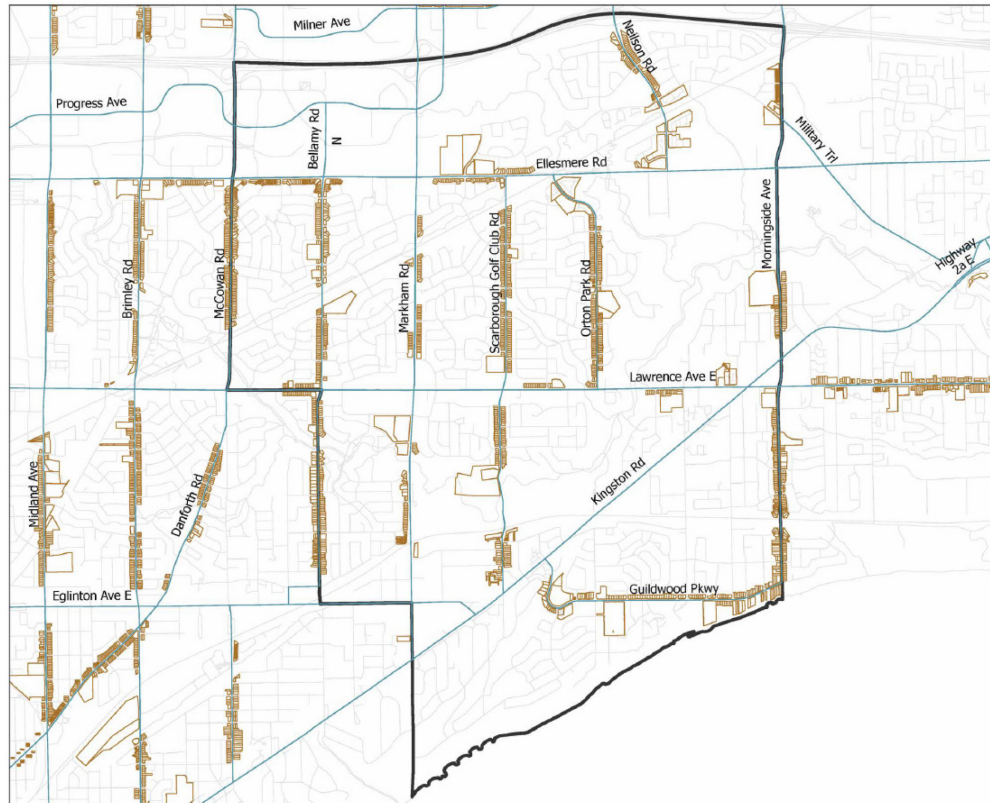 Milner Ave
Neilson Rd
Progress Ave
Bellamy Rd
N
Military Trl
Ellesmere Rd
Brimley Rd
McCowan Rd
Markham Rd
Scarborough Golf Club Rd
Orton Park Rd
Morningside Ave
Highway
2a E
Lawrence Ave E
Midland Ave
Danforth Rd
Kingston Rd
Eglinton Ave E
Guildwood Pkwy